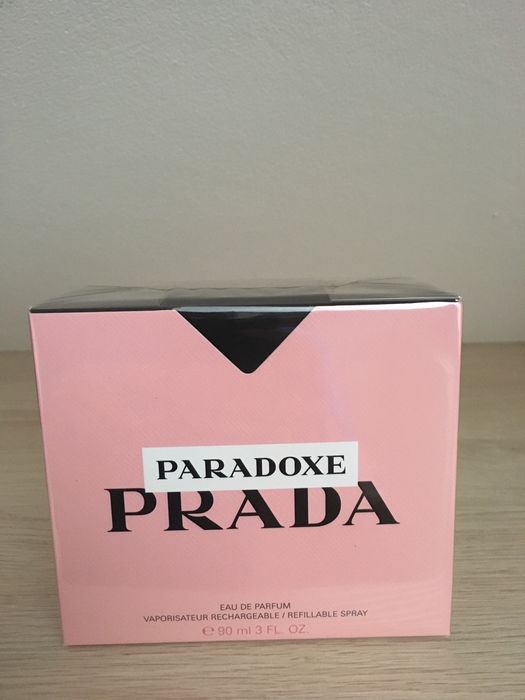 PARADOXE
PRADA
EAU DE PARFUM
VAPORISATEUR RECHARGEABLE / REFILLABLE SPRAY
℮ 90 ml 3 FL. OZ.